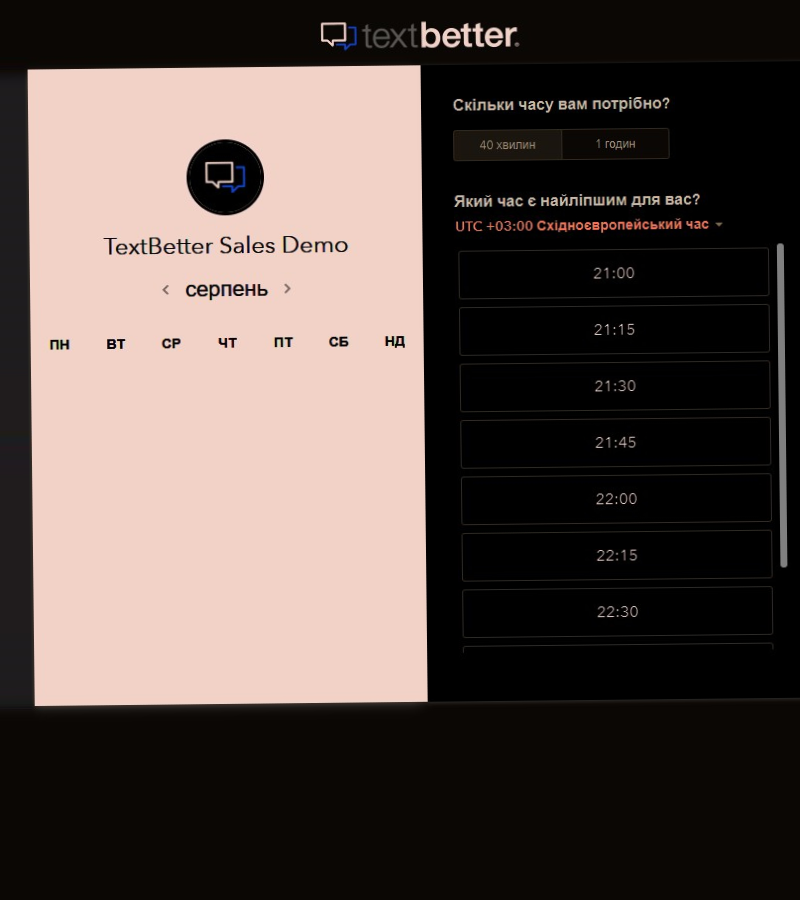 textbetter.
TextBetter Sales Demo
серпень
ПН ВТ СР ЧТ ПТ СБ НД
Скільки часу вам потрібно?
40 хвилин 1 годин
Який час є найліпшим для вас?
UTC +03:00 Східноєвропейський час
21:00
21:15
21:30
21:45
22:00
22:15
22:30